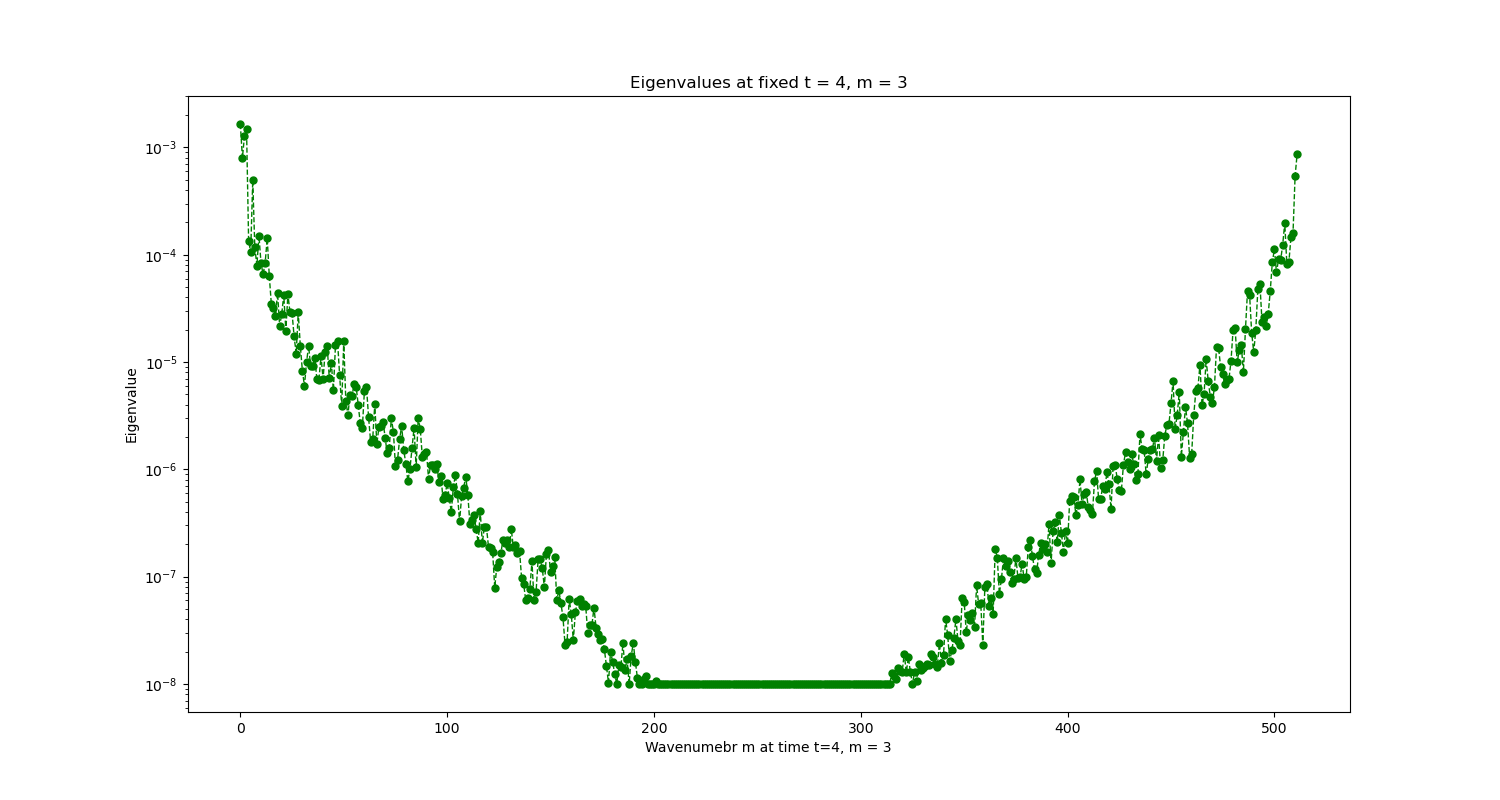 Eigenvalues at fixed t = 4, m = 3
10⁻³
10⁻⁴
10⁻⁵
10⁻⁶
10⁻⁷
10⁻⁸
Eigenvalue
0 100 200 300 400 500
Wavenumebr m at time t=4, m = 3